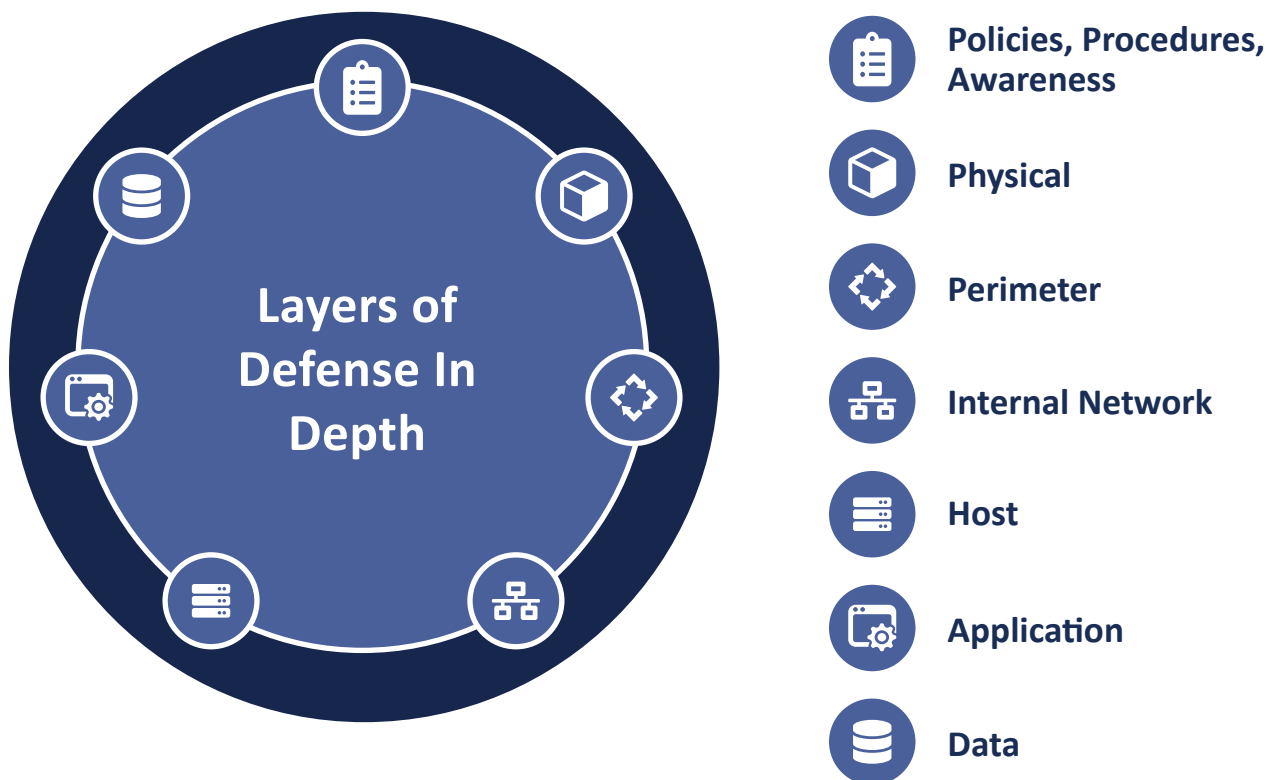 Layers of
Defense In
Depth
Policies, Procedures,
Awareness
Physical
Perimeter
Internal Network
Host
Application
Data